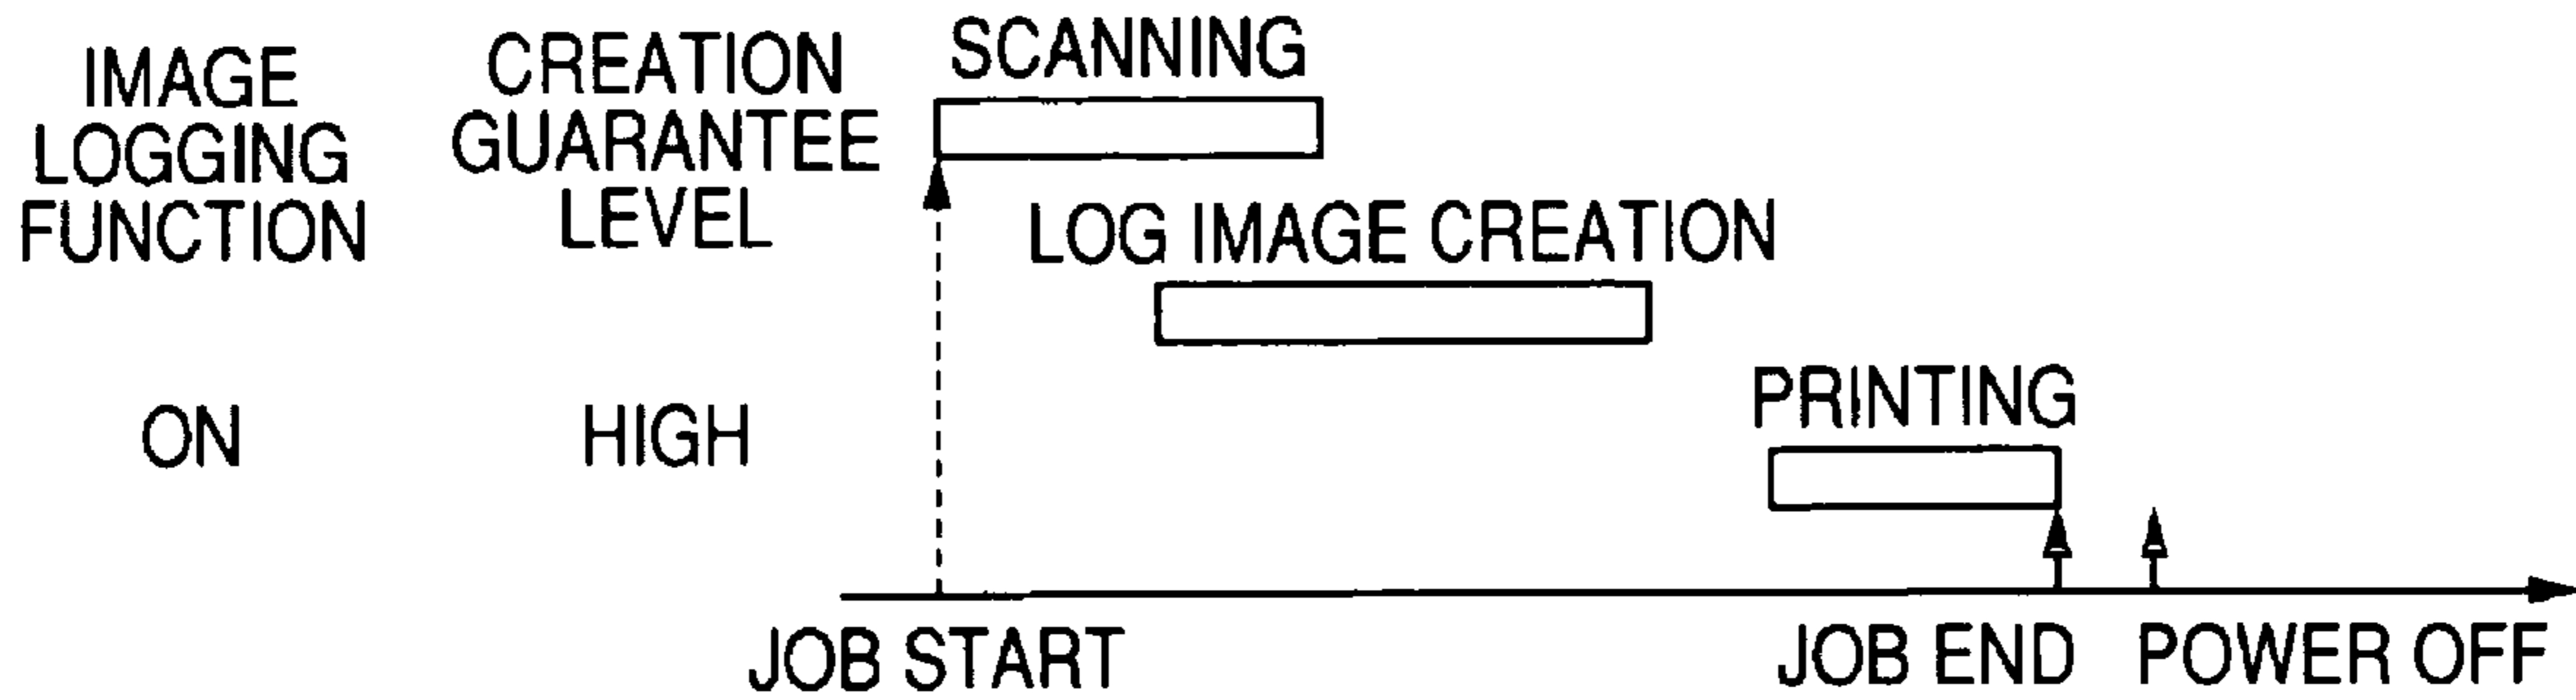 IMAGE
LOGGING
FUNCTION
CREATION
GUARANTEE
LEVEL
SCANNING
LOG IMAGE CREATION
PRINTING
ON
HIGH
JOB START
JOB END
POWER OFF